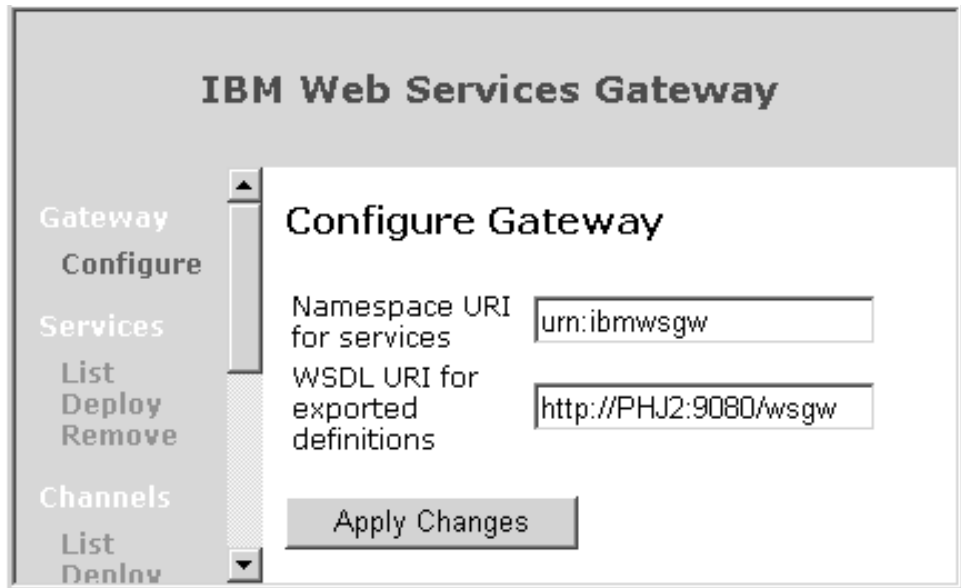 IBM Web Services Gateway
Gateway
Configure
Services
List
Deploy
Remove
Channels
List
Deploy
Configure Gateway
Namespace URI
for services
urn:ibmwsgw
WSDL URI for
exported
definitions
http://PHJ2:9080/wsgw
Apply Changes